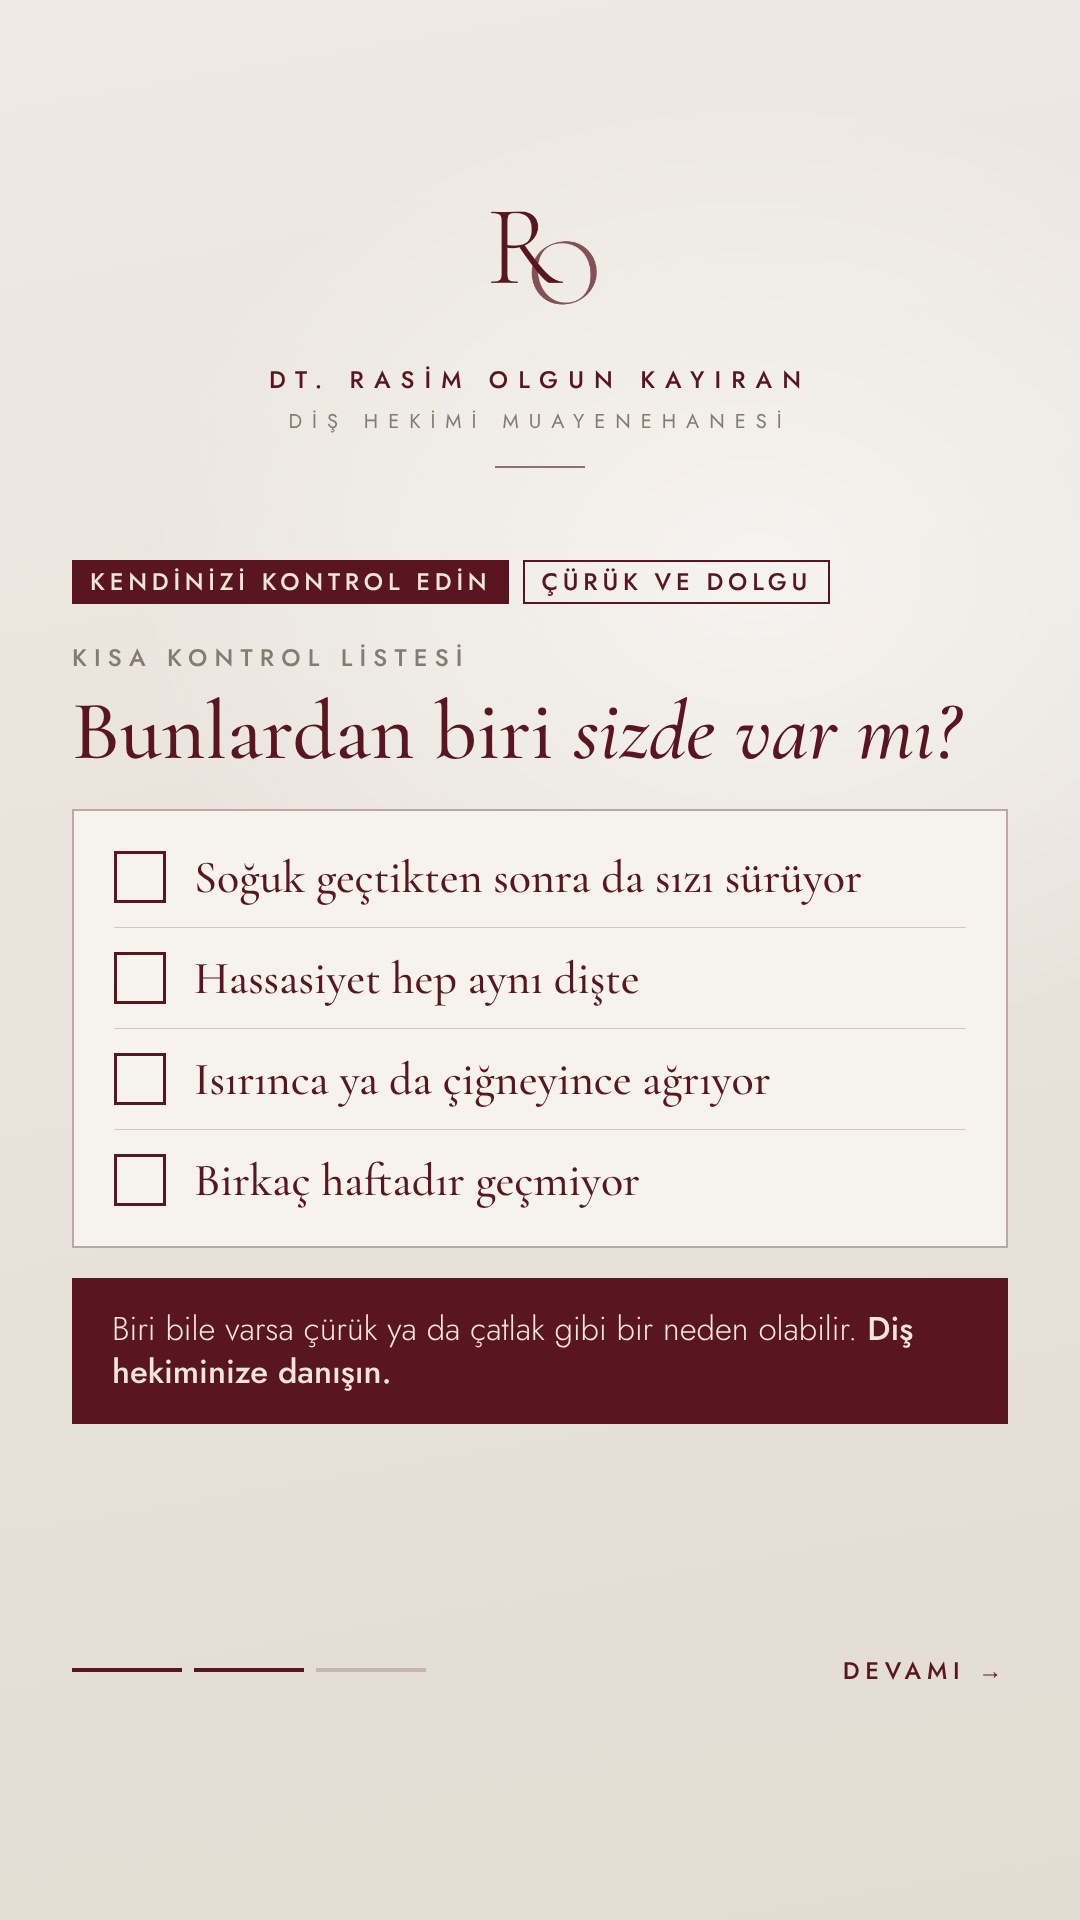 RO
DT. RASİM OLGUN KAYIRAN
DİŞ HEKİMİ MUAYENEHANESİ
KENDİNİZİ KONTROL EDİN
ÇÜRÜK VE DOLGU
KISA KONTROL LİSTESİ
Bunlardan biri sizde var mı?
Soğuk geçtikten sonra da sızı sürüyor
Hassasiyet hep aynı dişte
Isırınca ya da çiğneyince ağrıyor
Birkaç haftadır geçmiyor
Biri bile varsa çürük ya da çatlak gibi bir neden olabilir. Diş
hekiminize danışın.
DEVAMI →